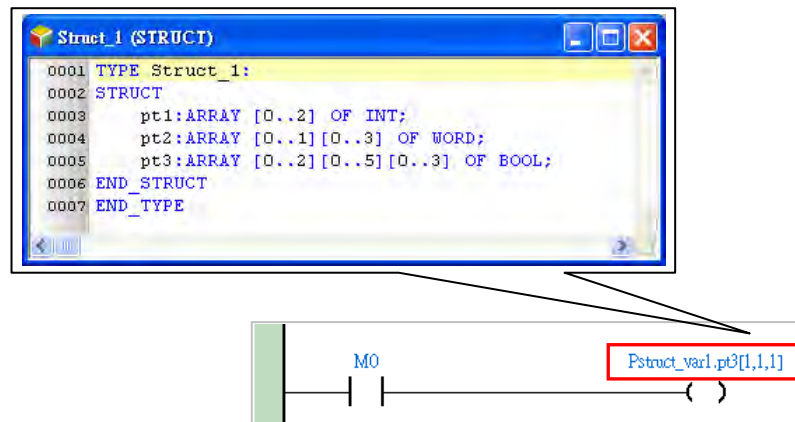 Struct_1 (STRUCT)
0001 TYPE Struct_1:
0002 STRUCT
0003 pt1:ARRAY [0..2] OF INT;
0004 pt2:ARRAY [0..1][0..3] OF WORD;
0005 pt3:ARRAY [0..2][0..5][0..3] OF BOOL;
0006 END_STRUCT
0007 END_TYPE
M0 Pstruct_var1.pt3[1,1,1]